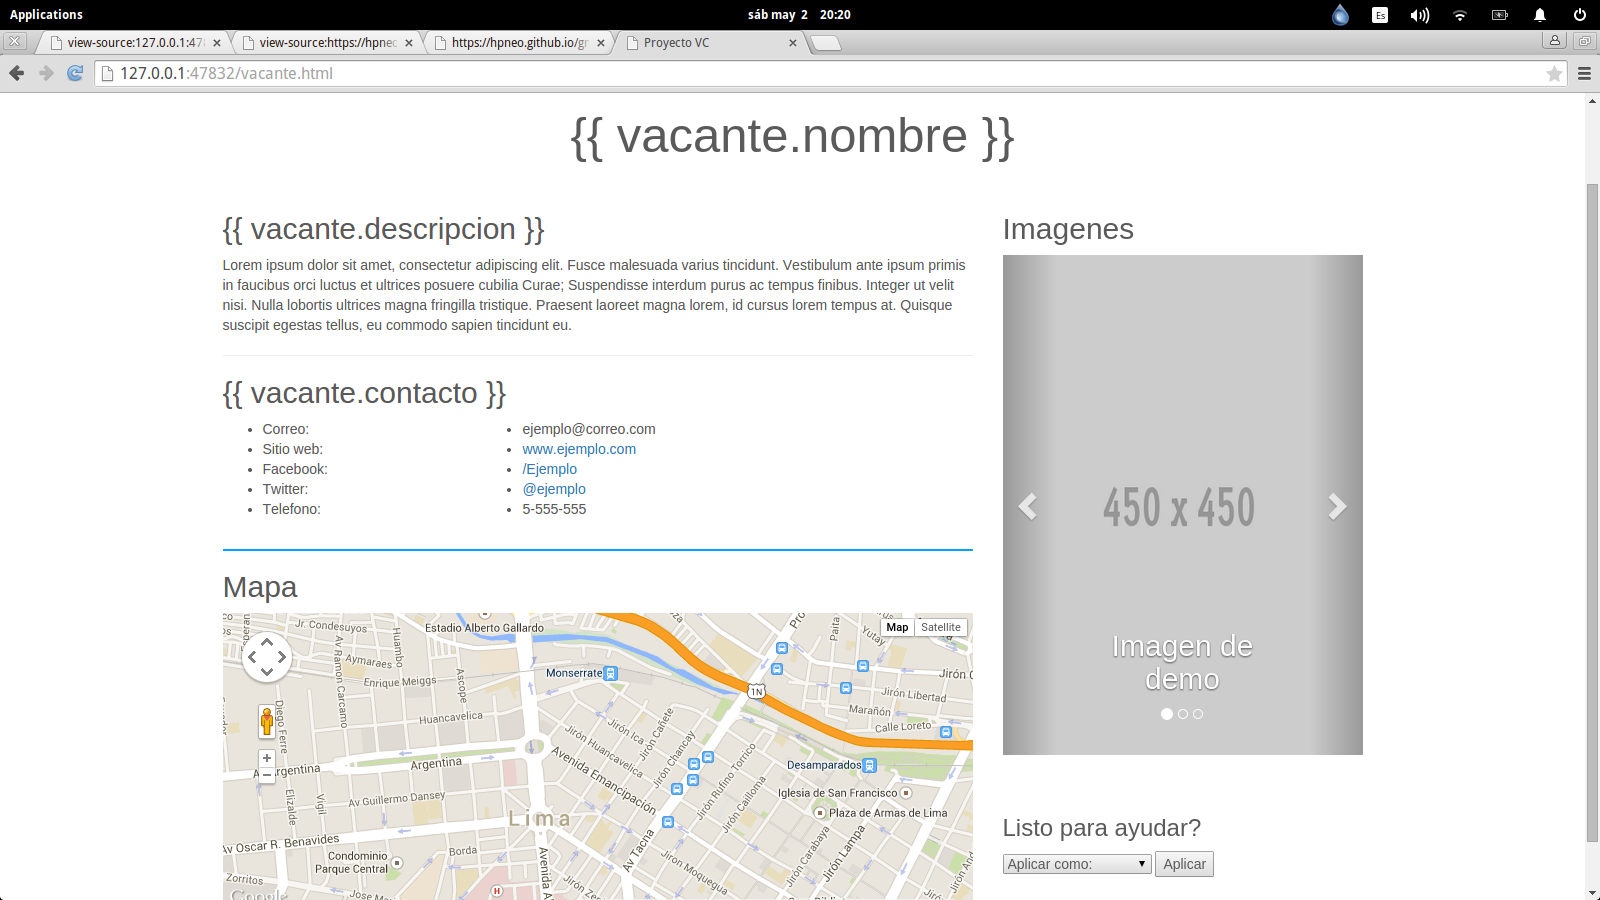 Applications
sáb may 2 20:20
Es
view-source:127.0.0.1:47
view-source:https://hpne
https://hpneo.github.io/g
Proyecto VC
127.0.0.1:47832/vacante.html
{{ vacante.nombre }}
{{ vacante.descripcion }}
Lorem ipsum dolor sit amet, consectetur adipiscing elit. Fusce malesuada varius tincidunt. Vestibulum ante ipsum primis
in faucibus orci luctus et ultrices posuere cubilia Curae; Suspendisse interdum purus ac tempus finibus. Integer ut velit
nisi. Nulla lobortis ultrices magna fringilla tristique. Praesent laoreet magna lorem, id cursus lorem tempus at. Quisque
suscipit egestas tellus, eu commodo sapien tincidunt eu.
{{ vacante.contacto }}
Correo:
ejemplo@correo.com
Sitio web:
www.ejemplo.com
Facebook:
/Ejemplo
Twitter:
@ejemplo
Telefono:
5-555-555
Mapa
Jr. Condesuyos
Estadio Alberto Gallardo
Map
Satellite
Paita
Yutay
Huambo
Av Ramon Carcamo
Aymaraes
Enrique Meiggs
Ascope
Monserrate
1N
Jirón Libertad
Marañón
Calle Loreto
Diego Ferre
Huancavelica
Jirón Ica
Jirón Cañete
Jirón Huancavelica
Jirón Chancay
Jirón Rufino Torrico
Jirón Cailloma
Argentina
Argentina
Avenida Emancipación
Desamparados
Iglesia de San Francisco
Plaza de Armas de Lima
Elizalde
Vigil
Av Guillermo Dansey
Lima
Av Oscar R. Benavides
Borda
Condominio
Parque Central
Av Tacna
Jirón Carabaya
Jirón Lampa
Avenida A
Jirón Moquegua
Zorritos
H
Google
Imagenes
450 x 450
Imagen de
demo
Listo para ayudar?
Aplicar como:
Aplicar